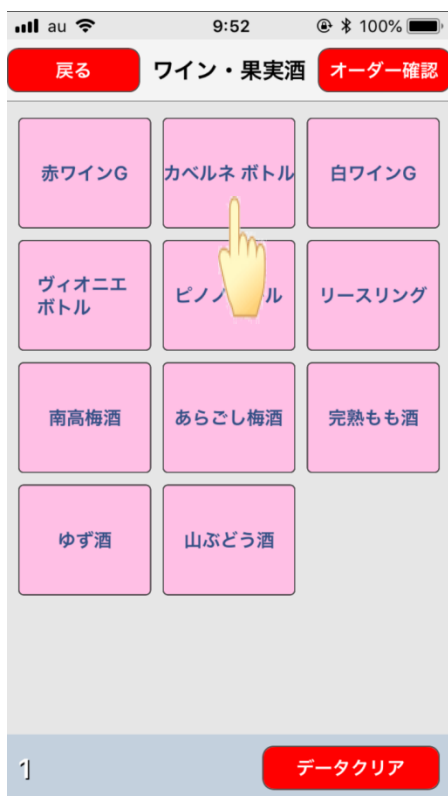 au 9:52 100%
戻る ワイン・果実酒 オーダー確認
赤ワインG カベルネ ボトル 白ワインG
ヴィオニエ
ボトル
リースリング
南高梅酒 あらごし梅酒 完熟もも酒
ゆず酒 山ぶどう酒
1 データクリア